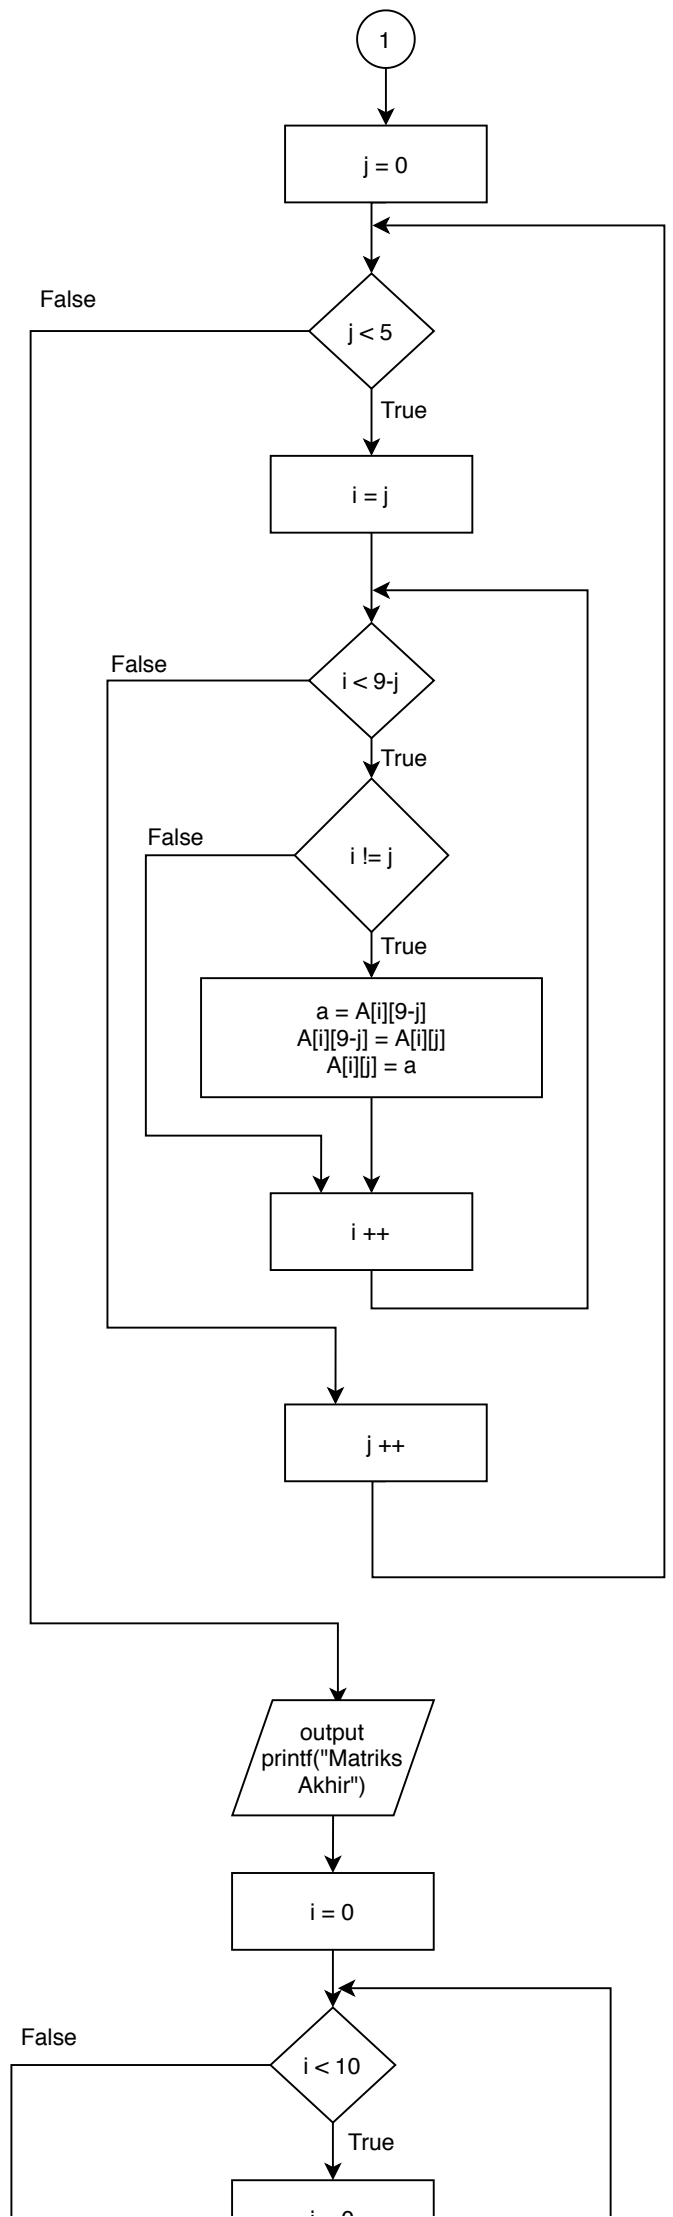 1
j = 0
False
j < 5
True
i = j
False
i < 9-j
True
False
i != j
True
a = A[i][9-j]
A[i][9-j] = A[i][j]
A[i][j] = a
i ++
j ++
output
printf("Matriks
Akhir")
i = 0
False
i < 10
True